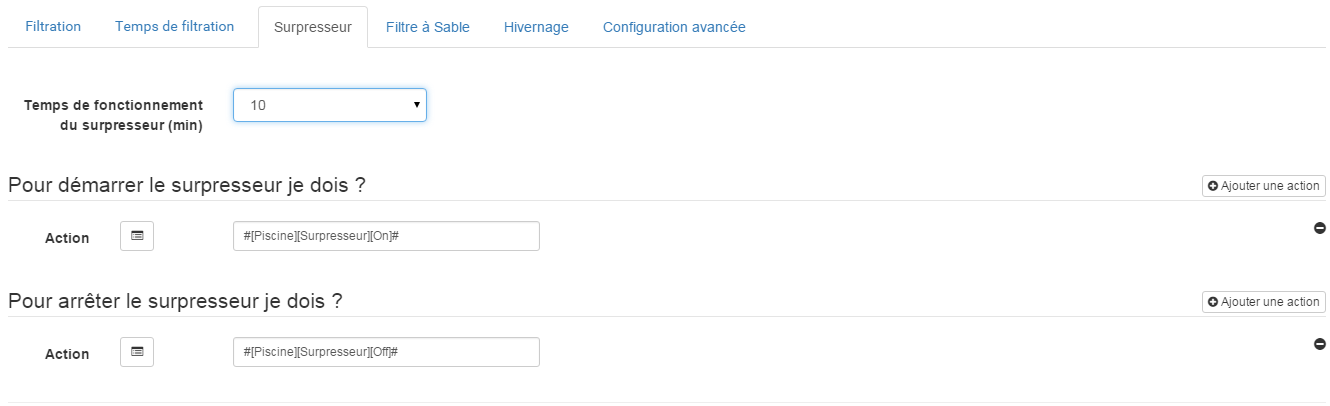 Filtration Temps de filtration Surpresseur Filtre à Sable Hivernage Configuration avancée
Temps de fonctionnement
du surpresseur (min)
10
Pour démarrer le surpresseur je dois ?
Ajouter une action
Action
#[Piscine][Surpresseur][On]#
Pour arrêter le surpresseur je dois ?
Ajouter une action
Action
#[Piscine][Surpresseur][Off]#